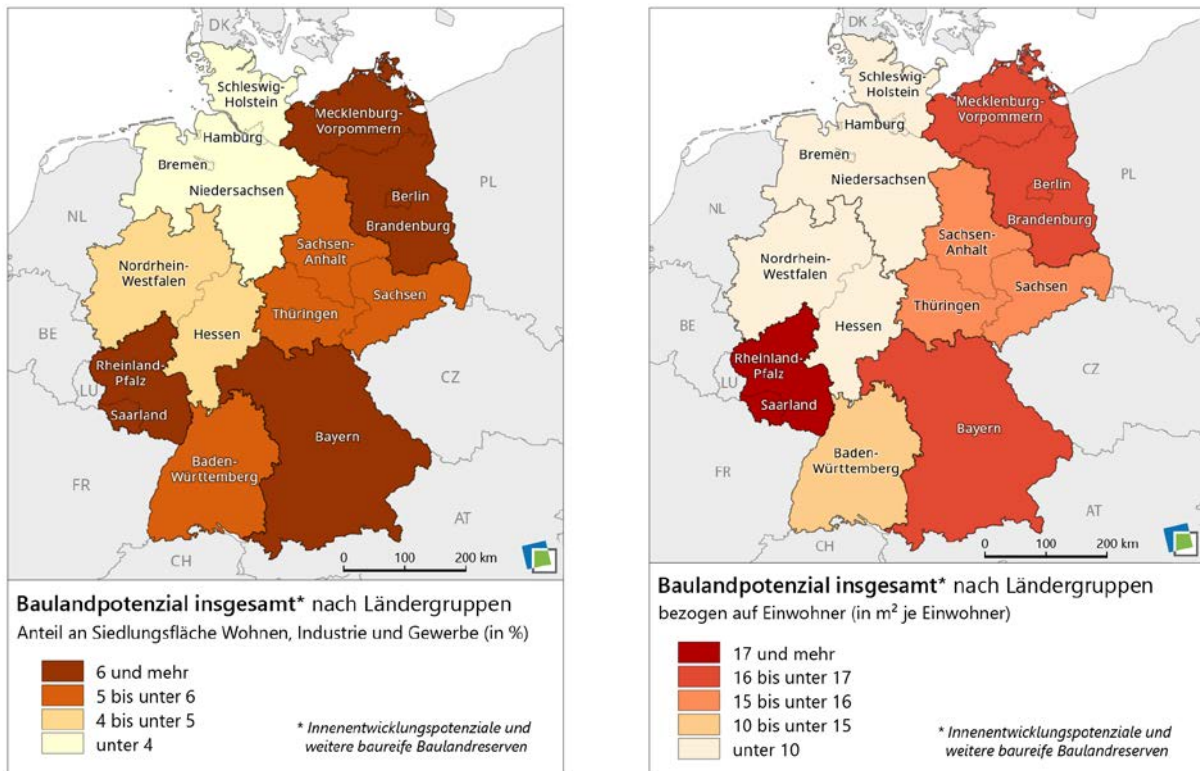 DK
Schleswig-
Holstein
Mecklenburg-
Vorpommern
Hamburg
Bremen
Niedersachsen
PL
NL
Berlin
Brandenburg
Sachsen-
Anhalt
Nordrhein-
Westfalen
Sachsen
Thüringen
Hessen
BE
Rheinland-
Pfalz
LU
CZ
Saarland
Bayern
Baden-
Württemberg
FR
AT
CH
0 100 200 km
Baulandpotenzial insgesamt* nach Ländergruppen
Anteil an Siedlungsfläche Wohnen, Industrie und Gewerbe (in %)
6 und mehr
5 bis unter 6
4 bis unter 5
unter 4
* Innenentwicklungspotenziale und
weitere baureife Baulandreserven
DK
Schleswig-
Holstein
Mecklenburg-
Vorpommern
Hamburg
Bremen
Niedersachsen
PL
NL
Berlin
Brandenburg
Sachsen-
Anhalt
Nordrhein-
Westfalen
Sachsen
Thüringen
Hessen
BE
Rheinland-
Pfalz
LU
CZ
Saarland
Bayern
Baden-
Württemberg
FR
AT
CH
0 100 200 km
Baulandpotenzial insgesamt* nach Ländergruppen
bezogen auf Einwohner (in m² je Einwohner)
17 und mehr
16 bis unter 17
15 bis unter 16
10 bis unter 15
unter 10
* Innenentwicklungspotenziale und
weitere baureife Baulandreserven